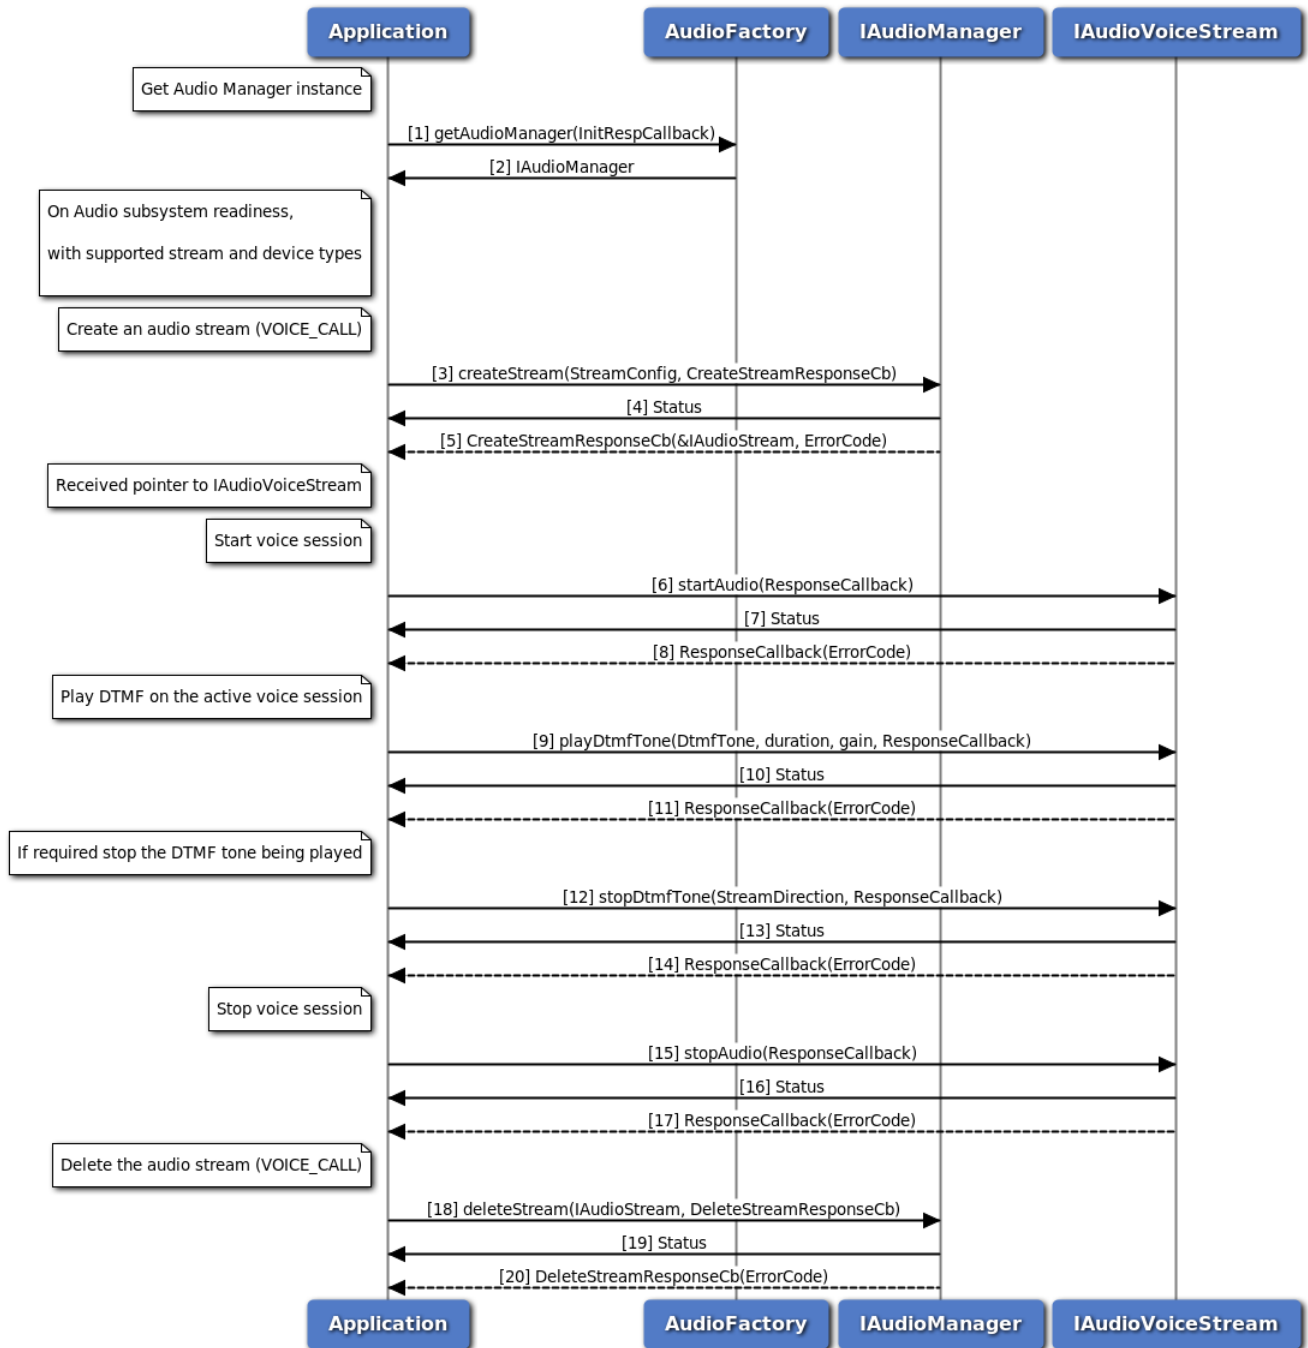 Application
AudioFactory
IAudioManager
IAudioVoiceStream
Get Audio Manager instance
[1] getAudioManager(InitRespCallback)
[2] IAudioManager
On Audio subsystem readiness,
with supported stream and device types
Create an audio stream (VOICE_CALL)
[3] createStream(StreamConfig, CreateStreamResponseCb)
[4] Status
[5] CreateStreamResponseCb(&IAudioStream, ErrorCode)
Received pointer to IAudioVoiceStream
Start voice session
[6] startAudio(ResponseCallback)
[7] Status
[8] ResponseCallback(ErrorCode)
Play DTMF on the active voice session
[9] playDtmfTone(DtmfTone, duration, gain, ResponseCallback)
[10] Status
[11] ResponseCallback(ErrorCode)
If required stop the DTMF tone being played
[12] stopDtmfTone(StreamDirection, ResponseCallback)
[13] Status
[14] ResponseCallback(ErrorCode)
Stop voice session
[15] stopAudio(ResponseCallback)
[16] Status
[17] ResponseCallback(ErrorCode)
Delete the audio stream (VOICE_CALL)
[18] deleteStream(IAudioStream, DeleteStreamResponseCb)
[19] Status
[20] DeleteStreamResponseCb(ErrorCode)
Application
AudioFactory
IAudioManager
IAudioVoiceStream